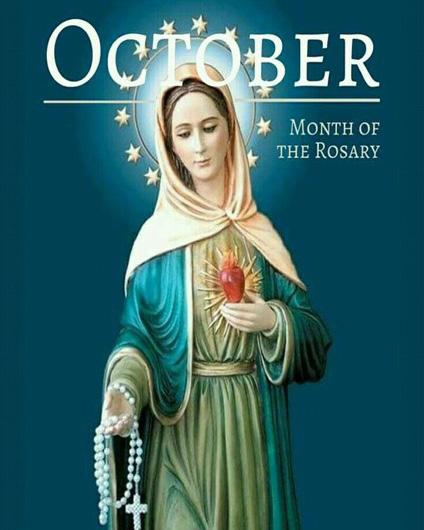 October
Month of
the Rosary